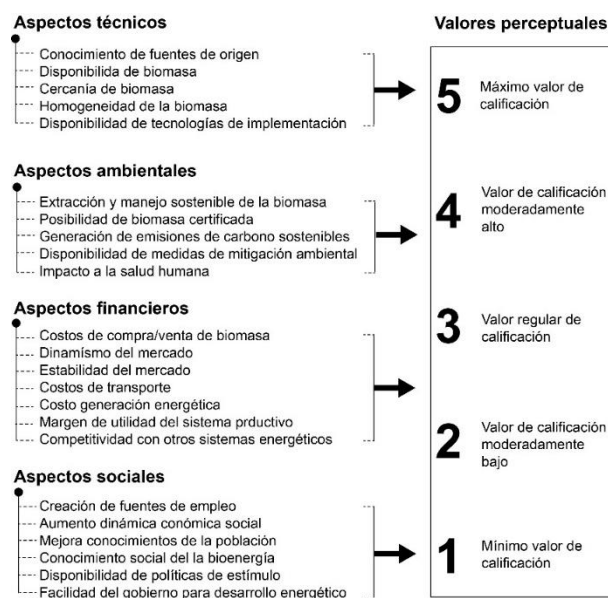 Aspectos técnicos
Conocimiento de fuentes de origen
Disponibilida de biomasa
Cercanía de biomasa
Homogeneidad de la biomasa
Disponibilidad de tecnologías de implementación
Aspectos ambientales
Extracción y manejo sostenible de la biomasa
Posibilidad de biomasa certificada
Generación de emisiones de carbono sostenibles
Disponibilidad de medidas de mitigación ambiental
Impacto a la salud humana
Aspectos financieros
Costos de compra/venta de biomasa
Dinamísmo del mercado
Estabilidad del mercado
Costos de transporte
Costo generación energética
Margen de utilidad del sistema prductivo
Competitividad con otros sistemas energéticos
Aspectos sociales
Creación de fuentes de empleo
Aumento dinámica conómica social
Mejora conocimientos de la población
Conocimiento social del la bioenergía
Disponibilidad de políticas de estímulo
Facilidad del gobierno para desarrollo energético
Valores perceptuales
5 Máximo valor de
calificación
4 Valor de calificación
moderadamente
alto
3 Valor regular de
calificación
2 Valor de calificación
moderadamente
bajo
1 Mínimo valor de
calificación